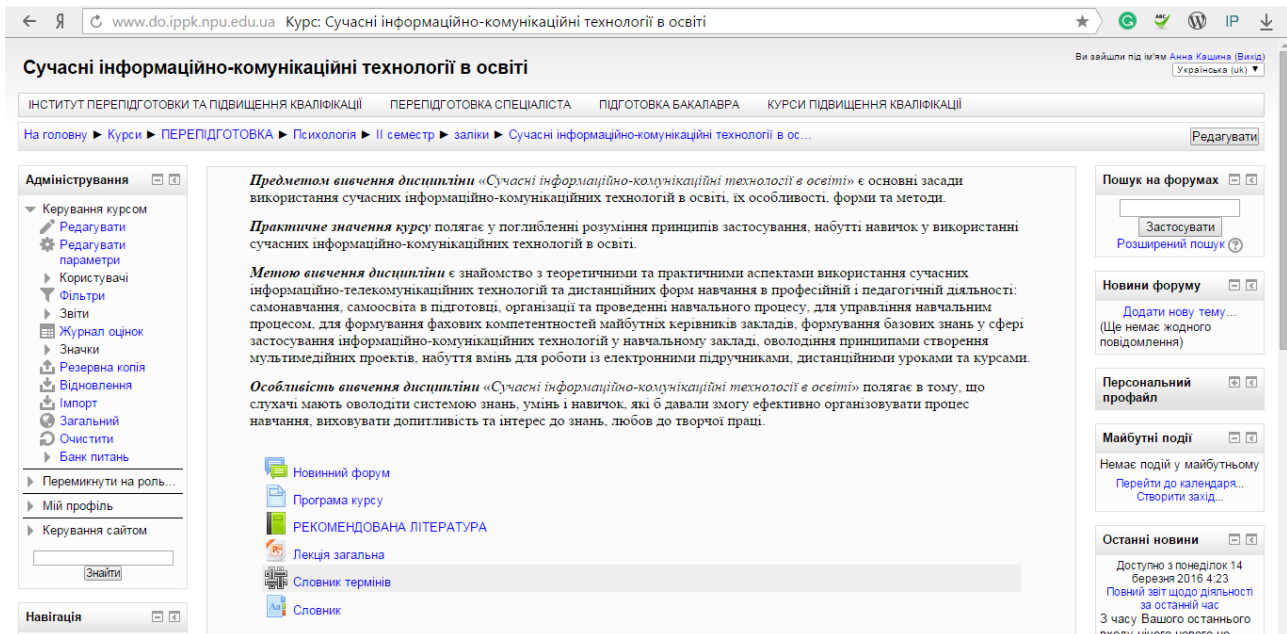 www.do.ippk.npu.edu.ua Курс: Сучасні інформаційно-комунікаційні технології в освіті
Сучасні інформаційно-комунікаційні технології в освіті
Ви зайшли під ім'ям Анна Кашина (Вихід)
Українська (uk)
ІНСТИТУТ ПЕРЕПІДГОТОВКИ ТА ПІДВИЩЕННЯ КВАЛІФІКАЦІЇ ПЕРЕПІДГОТОВКА СПЕЦІАЛІСТА ПІДГОТОВКА БАКАЛАВРА КУРСИ ПІДВИЩЕННЯ КВАЛІФІКАЦІЇ
На головну ► Курси ► ПЕРЕПІДГОТОВКА ► Психологія ► ІІ семестр ► заліки ► Сучасні інформаційно-комунікаційні технології в ос...
Редагувати
Адміністрування
Керування курсом
Редагувати
Редагувати
параметри
Користувачі
Фільтри
Звіти
Журнал оцінок
Значки
Резервна копія
Відновлення
Імпорт
Загальний
Очистити
Банк питань
Перемикнути на роль...
Мій профіль
Керування сайтом
Знайти
Навігація
Предметом вивчення дисципліни «Сучасні інформаційно-комунікаційні технології в освіті» є основні засади
використання сучасних інформаційно-комунікаційних технологій в освіті, їх особливості, форми та методи.
Практичне значення курсу полягає у поглибленні розуміння принципів застосування, набутті навичок у використанні
сучасних інформаційно-комунікаційних технологій в освіті.
Метою вивчення дисципліни є знайомство з теоретичними та практичними аспектами використання сучасних
інформаційно-телекомунікаційних технологій та дистанційних форм навчання в професійній і педагогічній діяльності:
самонавчання, самоосвіта в підготовці, організації та проведенні навчального процесу, для управління навчальним
процесом, для формування фахових компетентностей майбутніх керівників закладів, формування базових знань у сфері
застосування інформаційно-комунікаційних технологій у навчальному закладі, оволодіння принципами створення
мультимедійних проектів, набуття вмінь для роботи із електронними підручниками, дистанційними уроками та курсами.
Особливість вивчення дисципліни «Сучасні інформаційно-комунікаційні технології в освіті» полягає в тому, що
слухачі мають оволодіти системою знань, умінь і навичок, які б давали змогу ефективно організовувати процес
навчання, виховувати допитливість та інтерес до знань, любов до творчої праці.
Новинний форум
Програма курсу
РЕКОМЕНДОВАНА ЛІТЕРАТУРА
Лекція загальна
Словник термінів
Словник
Пошук на форумах
Застосувати
Розширений пошук
Новини форуму
Додати нову тему...
(Ще немає жодного
повідомлення)
Персональний
профайл
Майбутні події
Немає подій у майбутньому
Перейти до календаря...
Створити захід...
Останні новини
Доступно з понеділок 14
березня 2016 4:23
Повний звіт щодо діяльності
за останній час
З часу Вашого останнього